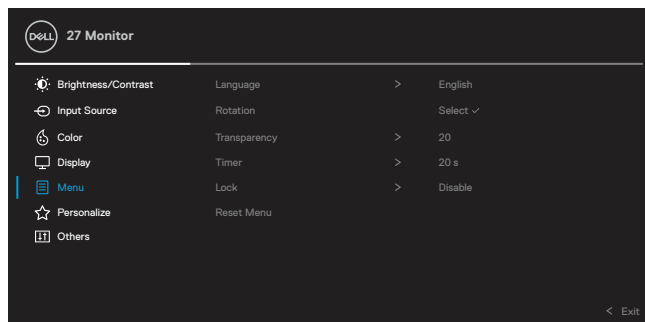 DELL 27 Monitor
Brightness/Contrast Language > English
Input Source Rotation Select ✓
Color Transparency > 20
Display Timer > 20 s
Menu Lock > Disable
Personalize Reset Menu
Others
< Exit